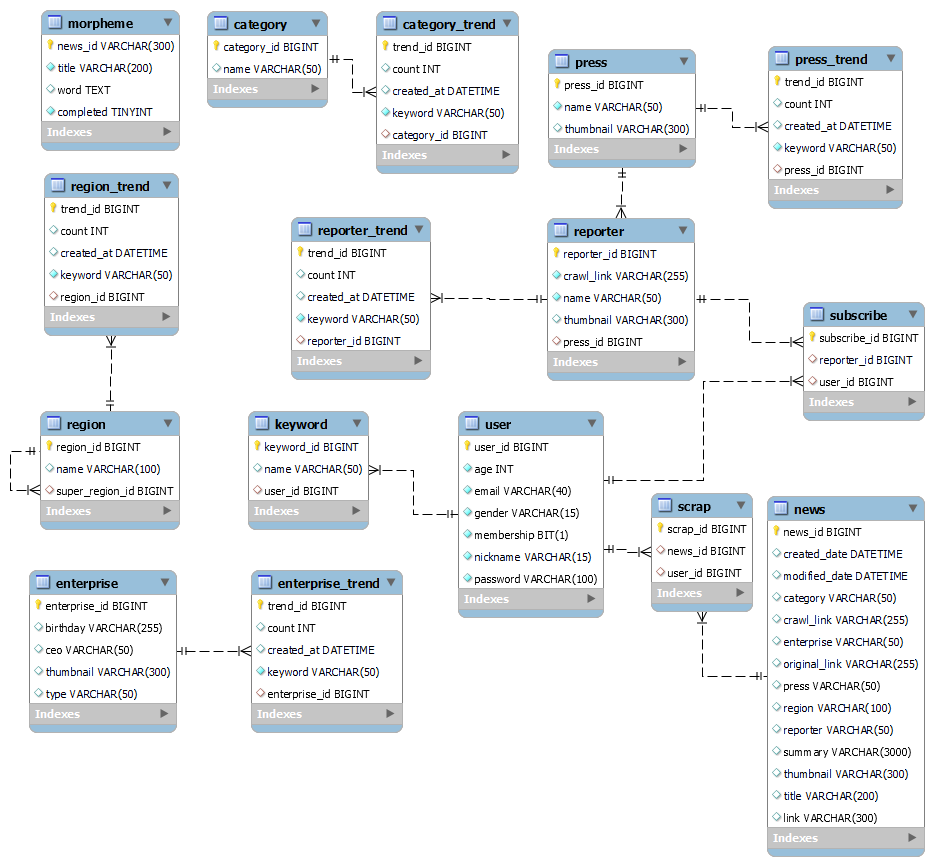 morpheme
news_id VARCHAR(300)
title VARCHAR(200)
word TEXT
completed TINYINT
Indexes
category
category_id BIGINT
name VARCHAR(50)
Indexes
category_trend
trend_id BIGINT
count INT
created_at DATETIME
keyword VARCHAR(50)
category_id BIGINT
Indexes
press
press_id BIGINT
name VARCHAR(50)
thumbnail VARCHAR(300)
Indexes
press_trend
trend_id BIGINT
count INT
created_at DATETIME
keyword VARCHAR(50)
press_id BIGINT
Indexes
region_trend
trend_id BIGINT
count INT
created_at DATETIME
keyword VARCHAR(50)
region_id BIGINT
Indexes
reporter_trend
trend_id BIGINT
count INT
created_at DATETIME
keyword VARCHAR(50)
reporter_id BIGINT
Indexes
reporter
reporter_id BIGINT
crawl_link VARCHAR(255)
name VARCHAR(50)
thumbnail VARCHAR(300)
press_id BIGINT
Indexes
subscribe
subscribe_id BIGINT
reporter_id BIGINT
user_id BIGINT
Indexes
region
region_id BIGINT
name VARCHAR(100)
super_region_id BIGINT
Indexes
keyword
keyword_id BIGINT
name VARCHAR(50)
user_id BIGINT
Indexes
user
user_id BIGINT
age INT
email VARCHAR(40)
gender VARCHAR(15)
membership BIT(1)
nickname VARCHAR(15)
password VARCHAR(100)
Indexes
scrap
scrap_id BIGINT
news_id BIGINT
user_id BIGINT
Indexes
news
news_id BIGINT
created_date DATETIME
modified_date DATETIME
category VARCHAR(50)
crawl_link VARCHAR(255)
enterprise VARCHAR(50)
original_link VARCHAR(255)
press VARCHAR(50)
region VARCHAR(100)
reporter VARCHAR(50)
summary VARCHAR(3000)
thumbnail VARCHAR(300)
title VARCHAR(200)
link VARCHAR(300)
Indexes
enterprise
enterprise_id BIGINT
birthday VARCHAR(255)
ceo VARCHAR(50)
thumbnail VARCHAR(300)
type VARCHAR(50)
Indexes
enterprise_trend
trend_id BIGINT
count INT
created_at DATETIME
keyword VARCHAR(50)
enterprise_id BIGINT
Indexes